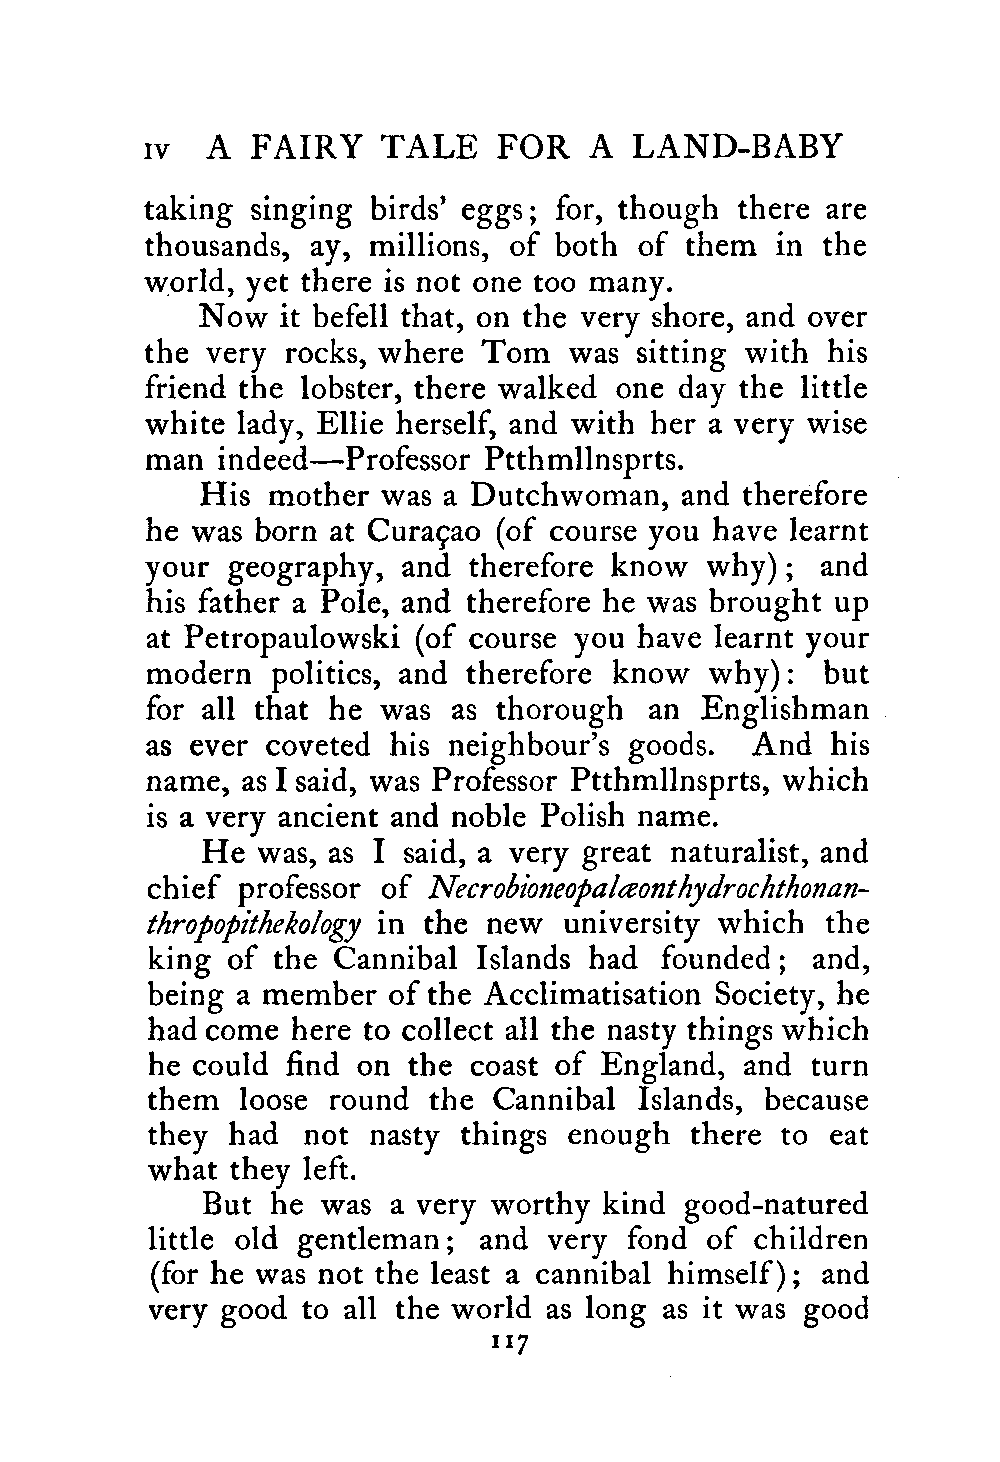 IV A FAIRY TALE FOR A LAND-BABY
taking singing birds' eggs; for, though there are
thousands, ay, millions, of both of them in the
world, yet there is not one too many.
Now it befell that, on the very shore, and over
the very rocks, where Tom was sitting with his
friend the lobster, there walked one day the little
white lady, Ellie herself, and with her a very wise
man indeed—Professor Ptthmllnsprts.
His mother was a Dutchwoman, and therefore
he was born at Curaçao (of course you have learnt
your geography, and therefore know why); and
his father a Pole, and therefore he was brought up
at Petropaulowski (of course you have learnt your
modern politics, and therefore know why): but
for all that he was as thorough an Englishman
as ever coveted his neighbour's goods. And his
name, as I said, was Professor Ptthmllnsprts, which
is a very ancient and noble Polish name.
He was, as I said, a very great naturalist, and
chief professor of Necrobioneopalæonthydrochthonan-
thropopithekology in the new university which the
king of the Cannibal Islands had founded; and,
being a member of the Acclimatisation Society, he
had come here to collect all the nasty things which
he could find on the coast of England, and turn
them loose round the Cannibal Islands, because
they had not nasty things enough there to eat
what they left.
But he was a very worthy kind good-natured
little old gentleman; and very fond of children
(for he was not the least a cannibal himself); and
very good to all the world as long as it was good
117